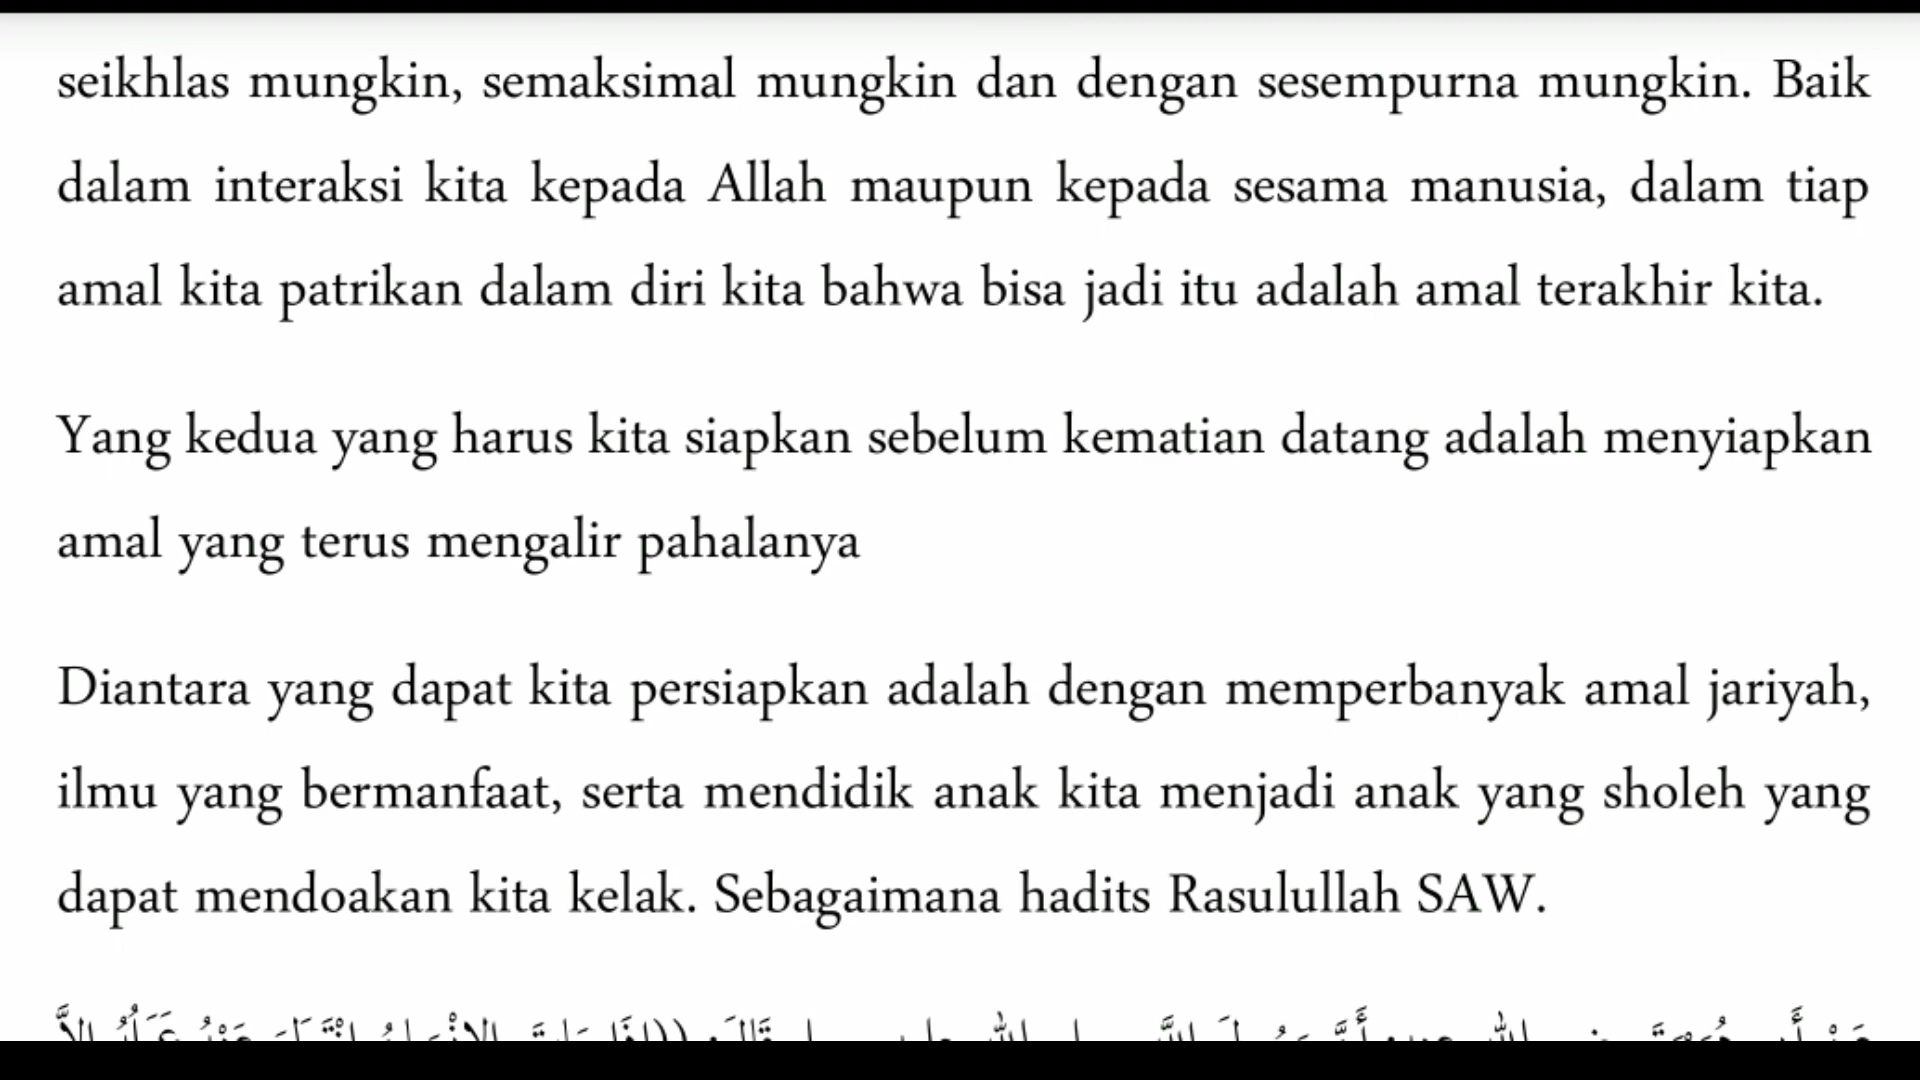 seikhlas mungkin, semaksimal mungkin dan dengan sesempurna mungkin. Baik
dalam interaksi kita kepada Allah maupun kepada sesama manusia, dalam tiap
amal kita patrikan dalam diri kita bahwa bisa jadi itu adalah amal terakhir kita.
Yang kedua yang harus kita siapkan sebelum kematian datang adalah menyiapkan
amal yang terus mengalir pahalanya
Diantara yang dapat kita persiapkan adalah dengan memperbanyak amal jariyah,
ilmu yang bermanfaat, serta mendidik anak kita menjadi anak yang sholeh yang
dapat mendoakan kita kelak. Sebagaimana hadits Rasulullah SAW.